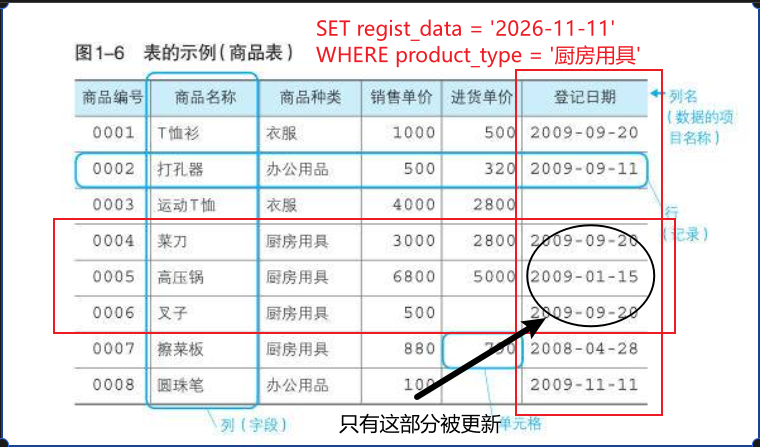 SET regist_data = '2026-11-11'
WHERE product_type = '厨房用具'
图1-6 表的示例(商品表)
商品编号 商品名称 商品种类 销售单价 进货单价 登记日期
0001 T恤衫 衣服 1000 500 2009-09-20
0002 打孔器 办公用品 500 320 2009-09-11
0003 运动T恤 衣服 4000 2800
0004 菜刀 厨房用具 3000 2800 2009-09-20
0005 高压锅 厨房用具 6800 5000 2009-01-15
0006 叉子 厨房用具 500 2009-09-20
0007 擦菜板 厨房用具 880 790 2008-04-28
0008 圆珠笔 办公用品 100 2009-11-11
列名
(数据的项
目名称)
行
(记录)
列(字段)
只有这部分被更新
单元格